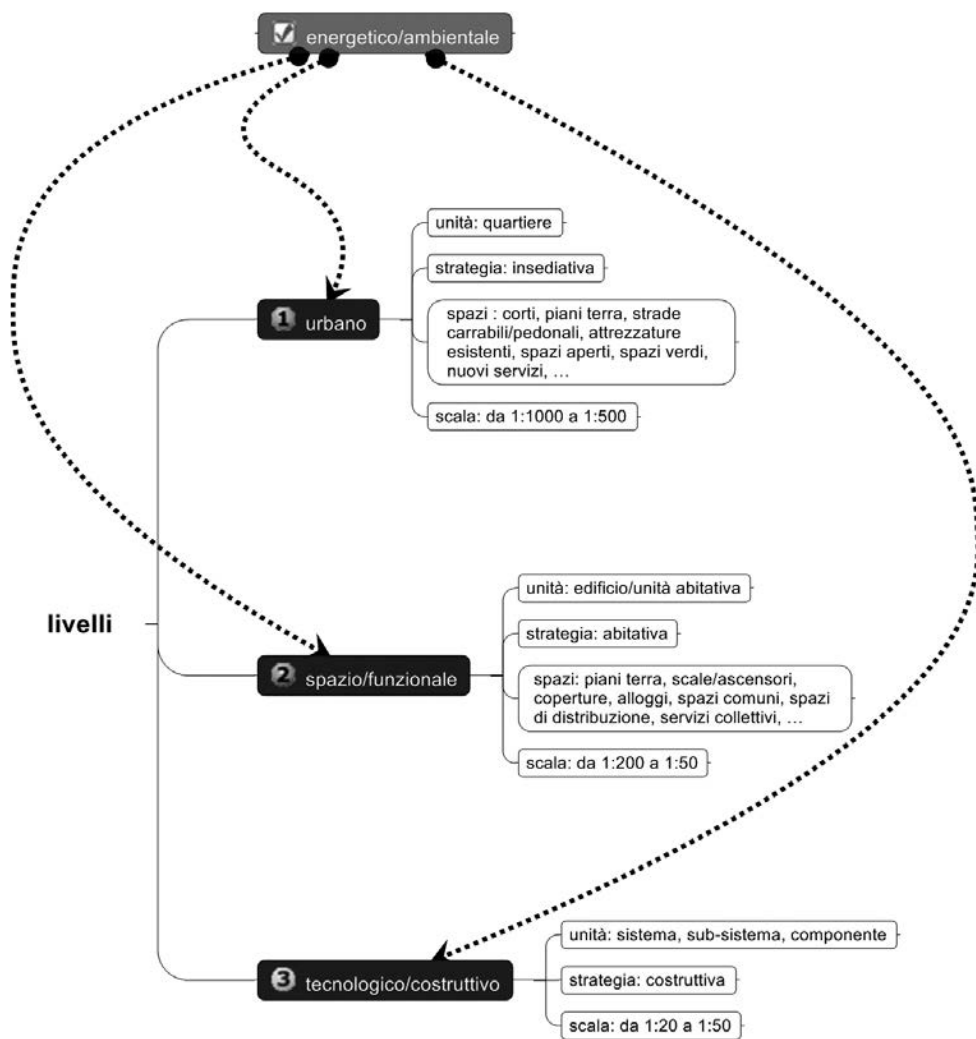 energetico/ambientale
unità: quartiere
strategia: insediativa
1 urbano
spazi : corti, piani terra, strade
carrabili/pedonali, attrezzature
esistenti, spazi aperti, spazi verdi,
nuovi servizi, …
scala: da 1:1000 a 1:500
livelli
unità: edificio/unità abitativa
strategia: abitativa
2 spazio/funzionale
spazi: piani terra, scale/ascensori,
coperture, alloggi, spazi comuni, spazi
di distribuzione, servizi collettivi, …
scala: da 1:200 a 1:50
unità: sistema, sub-sistema, componente
3 tecnologico/costruttivo
strategia: costruttiva
scala: da 1:20 a 1:50